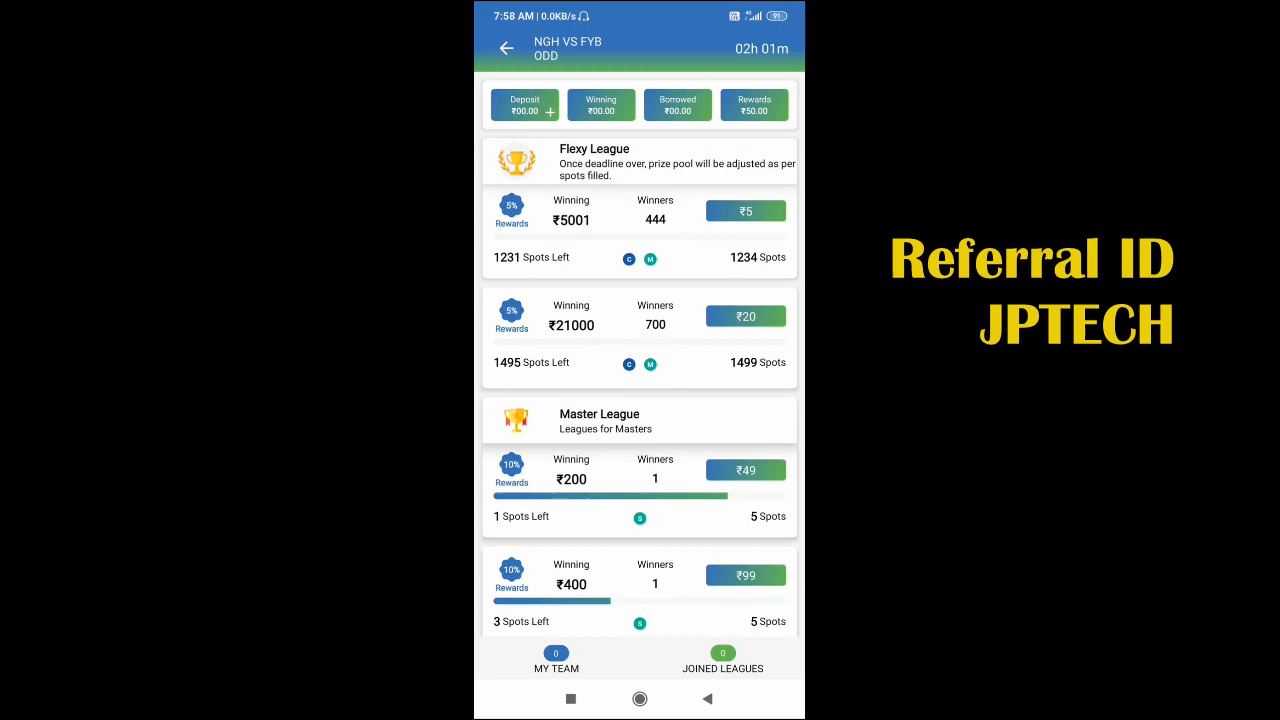 7:58 AM | 0.0KB/s
4G
91
NGH VS FYB
ODD
02h 01m
Deposit
₹00.00 +
Winning
₹00.00
Borrowed
₹00.00
Rewards
₹50.00
Flexy League
Once deadline over, prize pool will be adjusted as per
spots filled.
5%
Rewards
Winning
₹5001
Winners
444
₹5
1231 Spots Left
C M
1234 Spots
5%
Rewards
Winning
₹21000
Winners
700
₹20
1495 Spots Left
C M
1499 Spots
Master League
Leagues for Masters
10%
Rewards
Winning
₹200
Winners
1
₹49
1 Spots Left
S
5 Spots
10%
Rewards
Winning
₹400
Winners
1
₹99
3 Spots Left
S
5 Spots
0
MY TEAM
0
JOINED LEAGUES
Referral ID
JPTECH